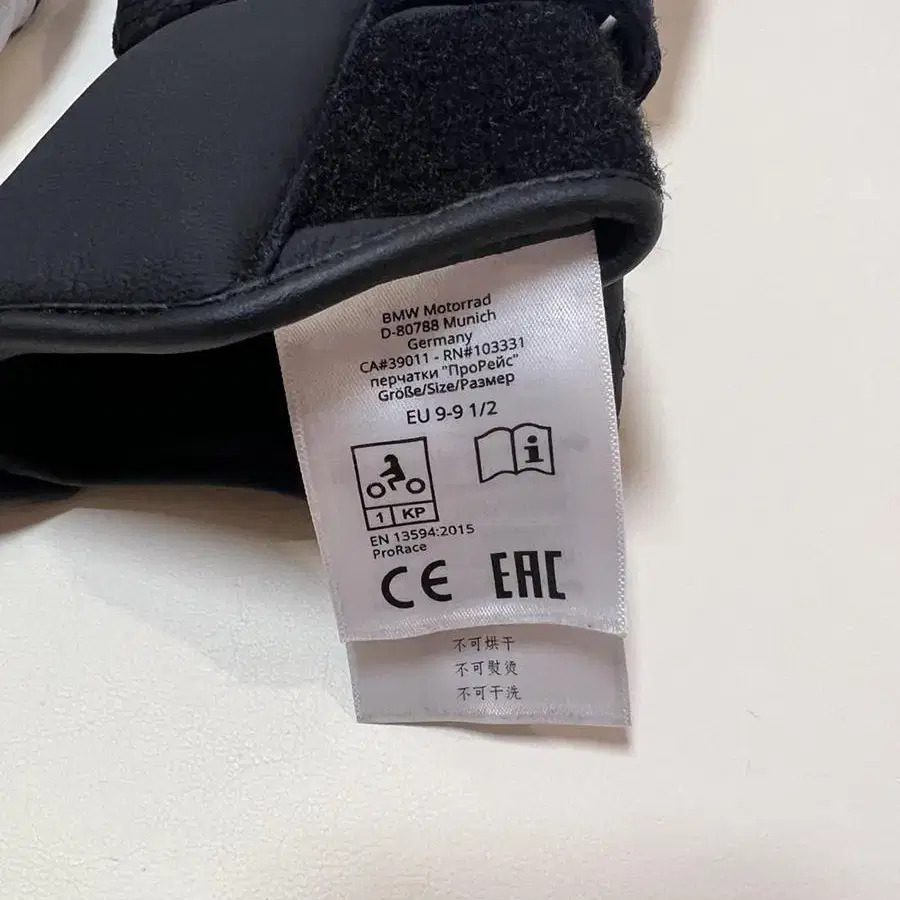 BMW Motorrad
D-80788 Munich
Germany
CA#39011 - RN#103331
перчатки "ПроРейс"
Größe/Size/Размер
EU 9-9 1/2
i
1 KP
EN 13594:2015
ProRace
CE EAC
不可烘干
不可熨烫
不可干洗